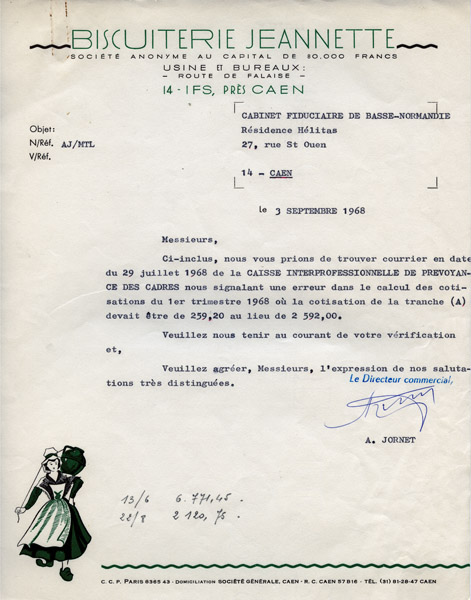 BISCUITERIE JEANNETTE
SOCIÉTÉ ANONYME AU CAPITAL DE 80.000 FRANCS
USINE ET BUREAUX:
- ROUTE DE FALAISE -
14 - IFS, PRÈS CAEN
CABINET FIDUCIAIRE DE BASSE-NORMANDIE
Résidence Hélitas
27, rue St Ouen
14 - CAEN
Objet:
N/Réf. AJ/MTL
V/Réf.
le 3 SEPTEMBRE 1968
Messieurs,
Ci-inclus, nous vous prions de trouver courrier en date
du 29 juillet 1968 de la CAISSE INTERPROFESSIONNELLE DE PREVOYAN-
CE DES CADRES nous signalant une erreur dans le calcul des coti-
sations du 1er trimestre 1968 où la cotisation de la tranche (A)
devait être de 259,20 au lieu de 2 592,00.
Veuillez nous tenir au courant de votre vérification
et,
Veuillez agréer, Messieurs, l'expression de nos saluta-
tions très distinguées.
Le Directeur commercial,
A. JORNET
13/6 6.771,45 -
22/8 2 120,75 -
C.C.P. PARIS 8365 43 - DOMICILIATION SOCIÉTÉ GÉNÉRALE, CAEN - R.C. CAEN 57 B 16 - TÉL. (31) 81-28-47 CAEN